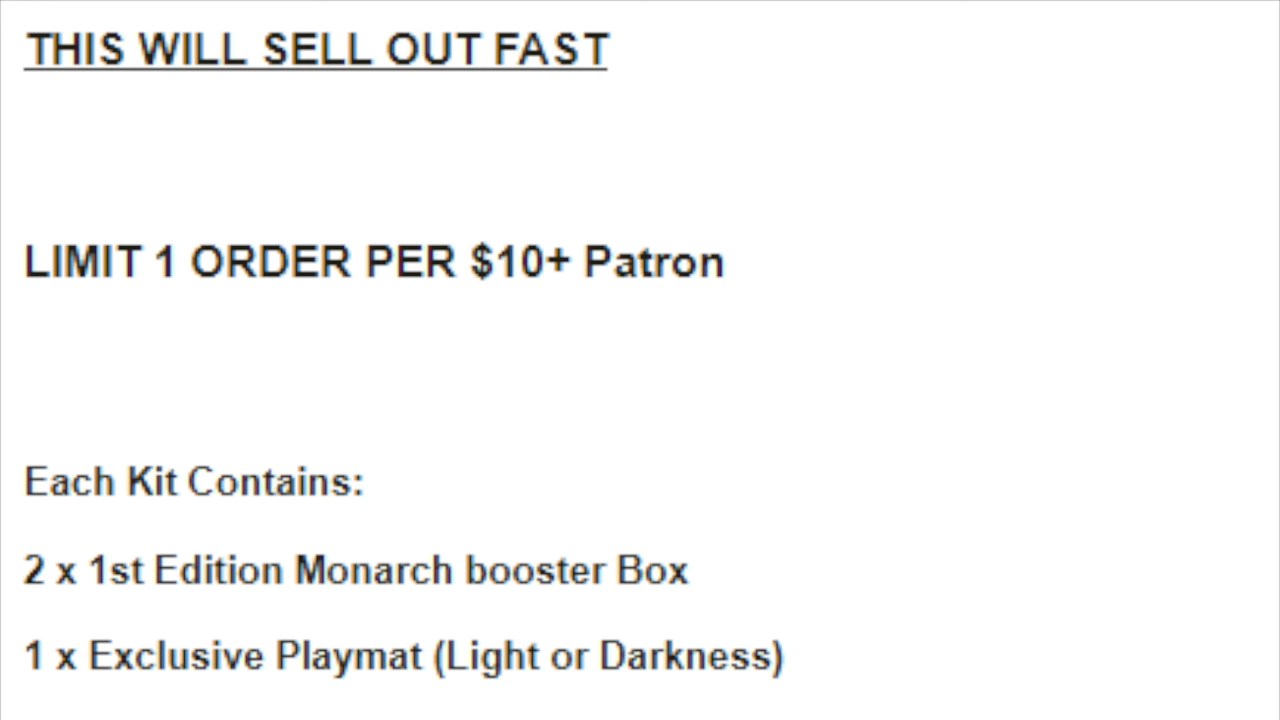 THIS WILL SELL OUT FAST
LIMIT 1 ORDER PER $10+ Patron
Each Kit Contains:
2 x 1st Edition Monarch booster Box
1 x Exclusive Playmat (Light or Darkness)